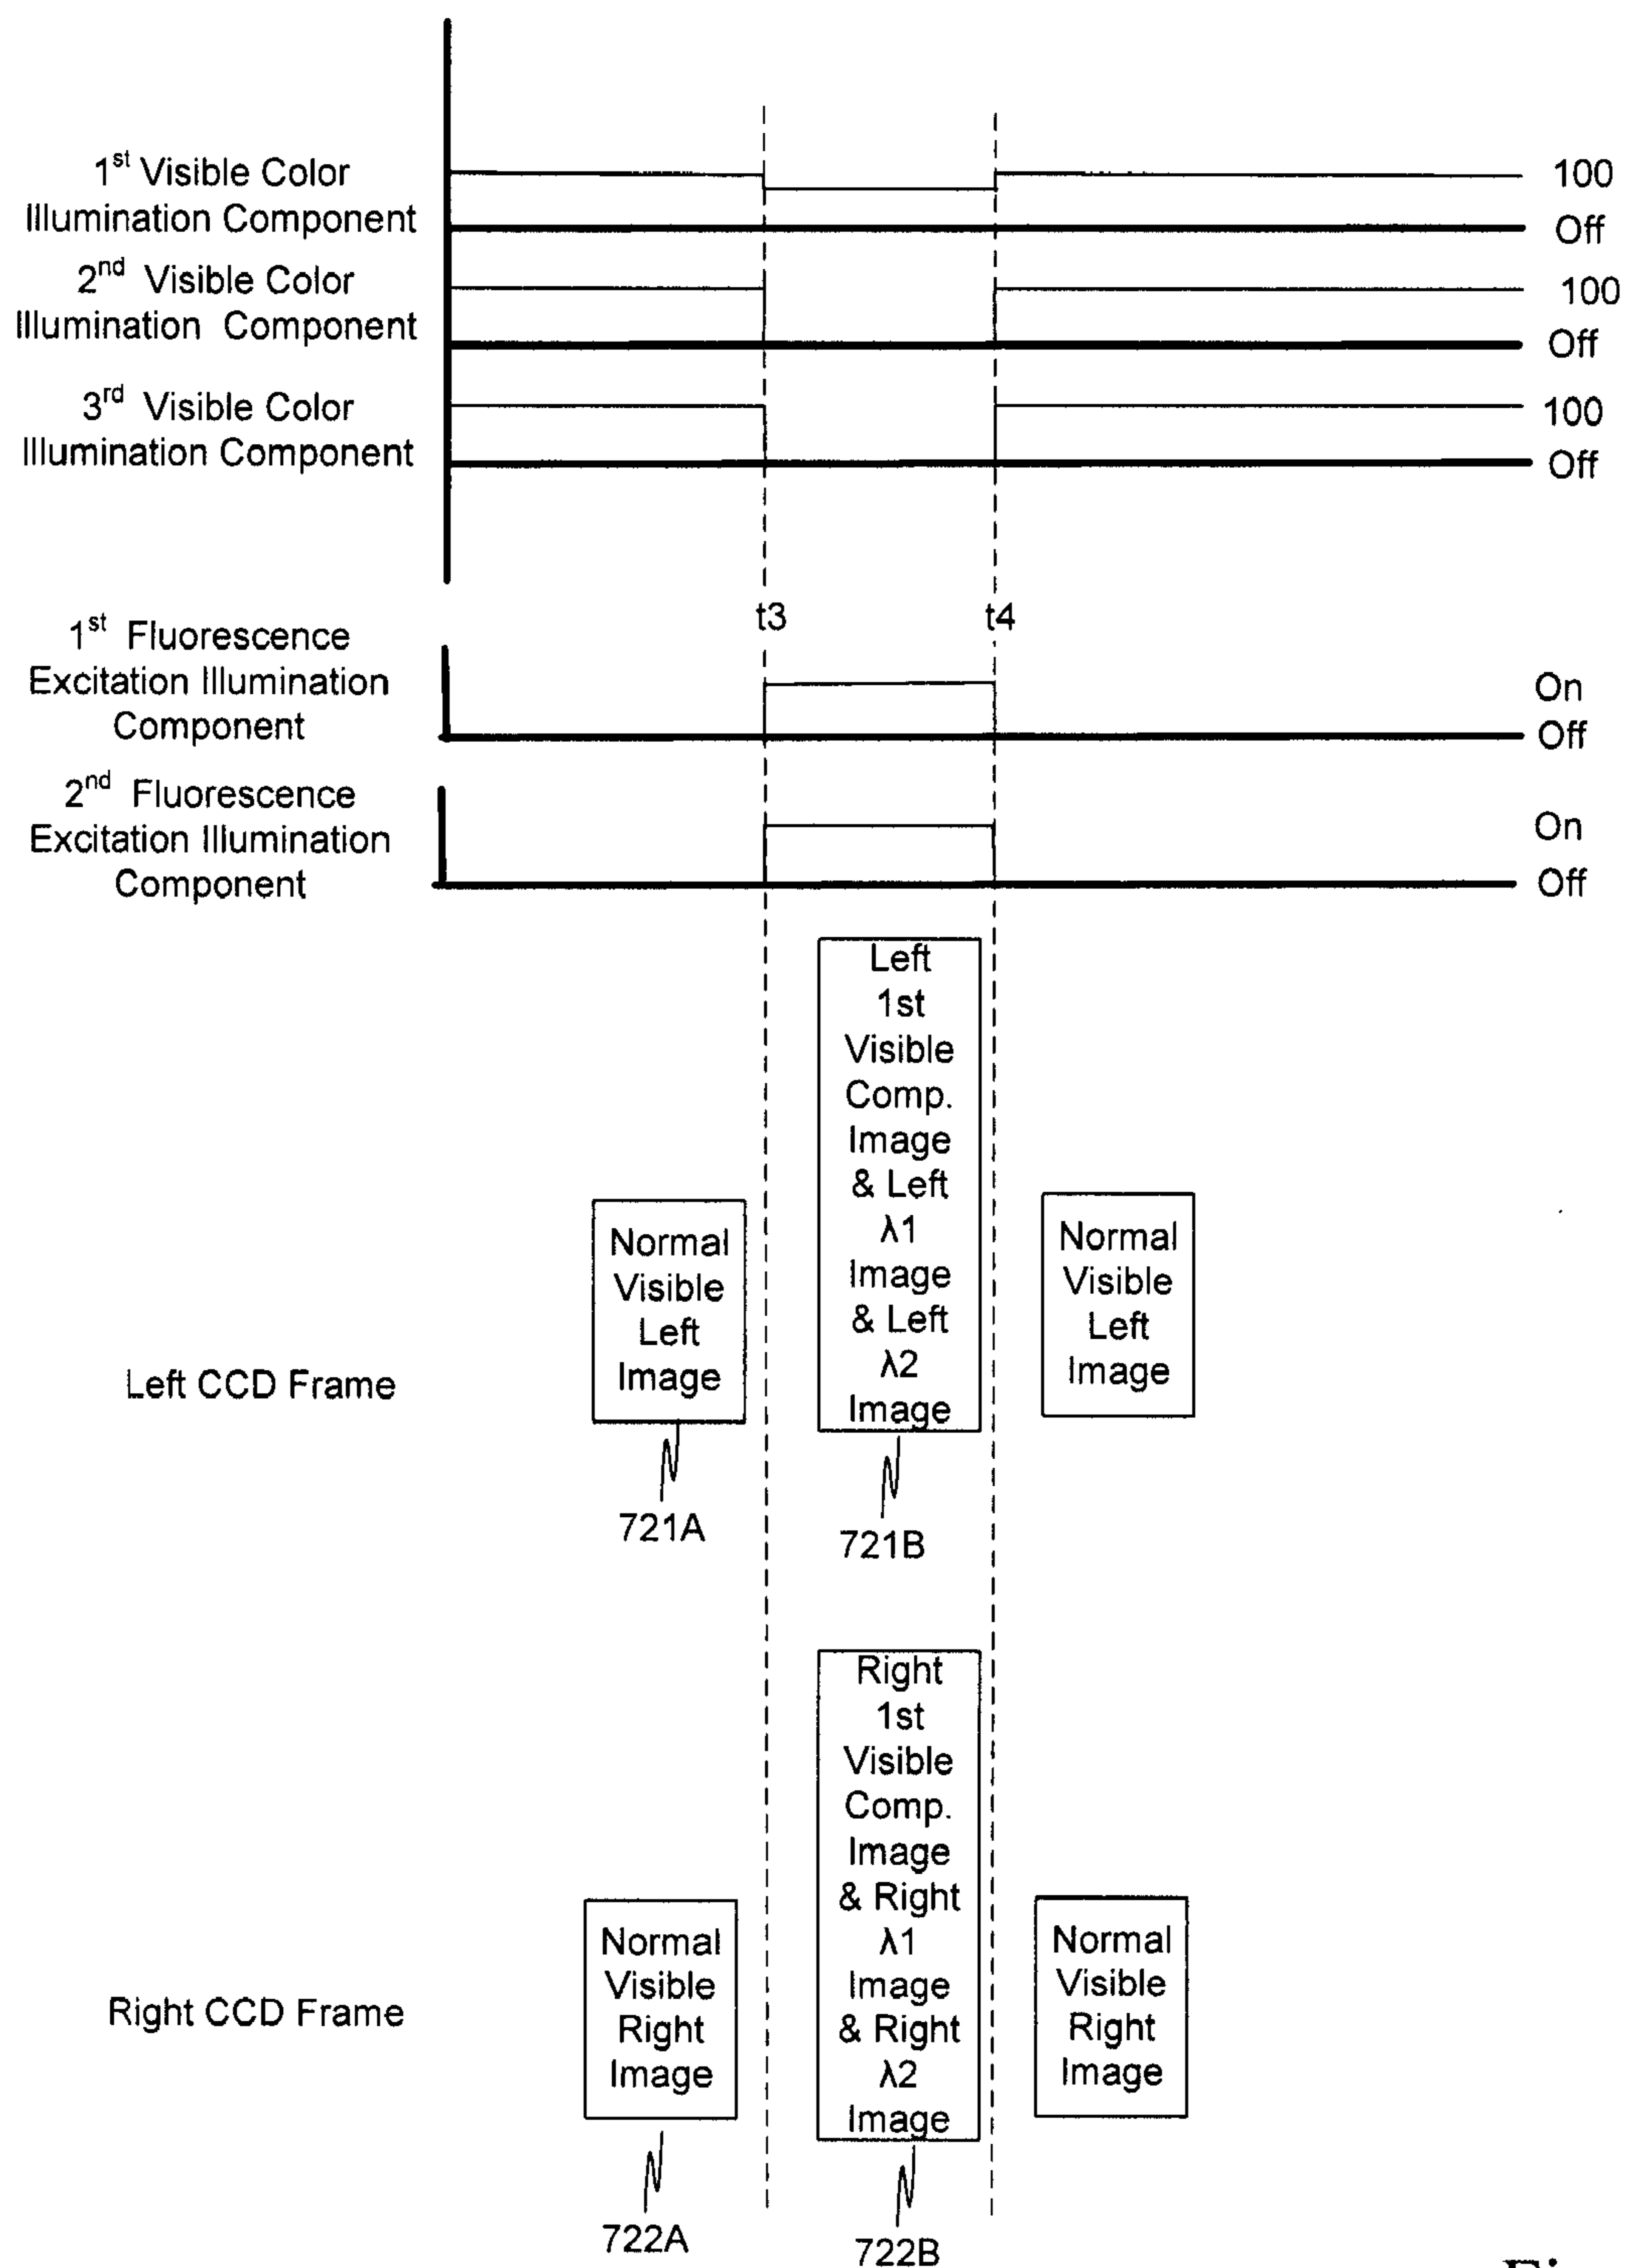 1st Visible Color
Illumination Component
100
Off
2nd Visible Color
Illumination Component
100
Off
3rd Visible Color
Illumination Component
100
Off
t3
t4
1st Fluorescence
Excitation Illumination
Component
On
Off
2nd Fluorescence
Excitation Illumination
Component
On
Off
Left CCD Frame
Normal
Visible
Left
Image
721A
Left
1st
Visible
Comp.
Image
& Left
λ1
Image
& Left
λ2
Image
721B
Normal
Visible
Left
Image
Right CCD Frame
Normal
Visible
Right
Image
722A
Right
1st
Visible
Comp.
Image
& Right
λ1
Image
& Right
λ2
Image
722B
Normal
Visible
Right
Image